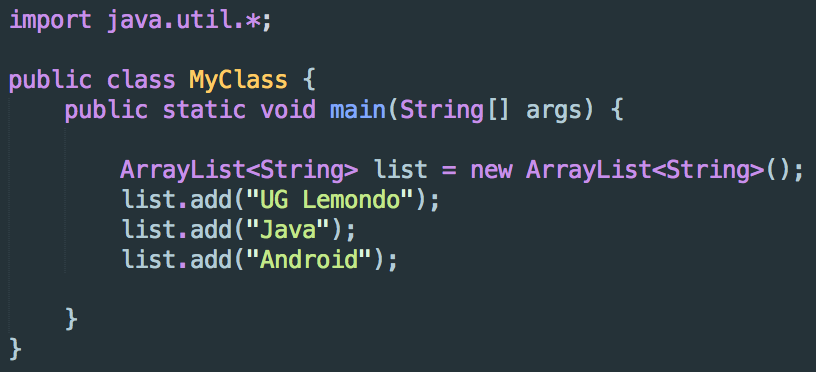 import java.util.*;
public class MyClass {
public static void main(String[] args) {
ArrayList<String> list = new ArrayList<String>();
list.add("UG Lemondo");
list.add("Java");
list.add("Android");
}
}